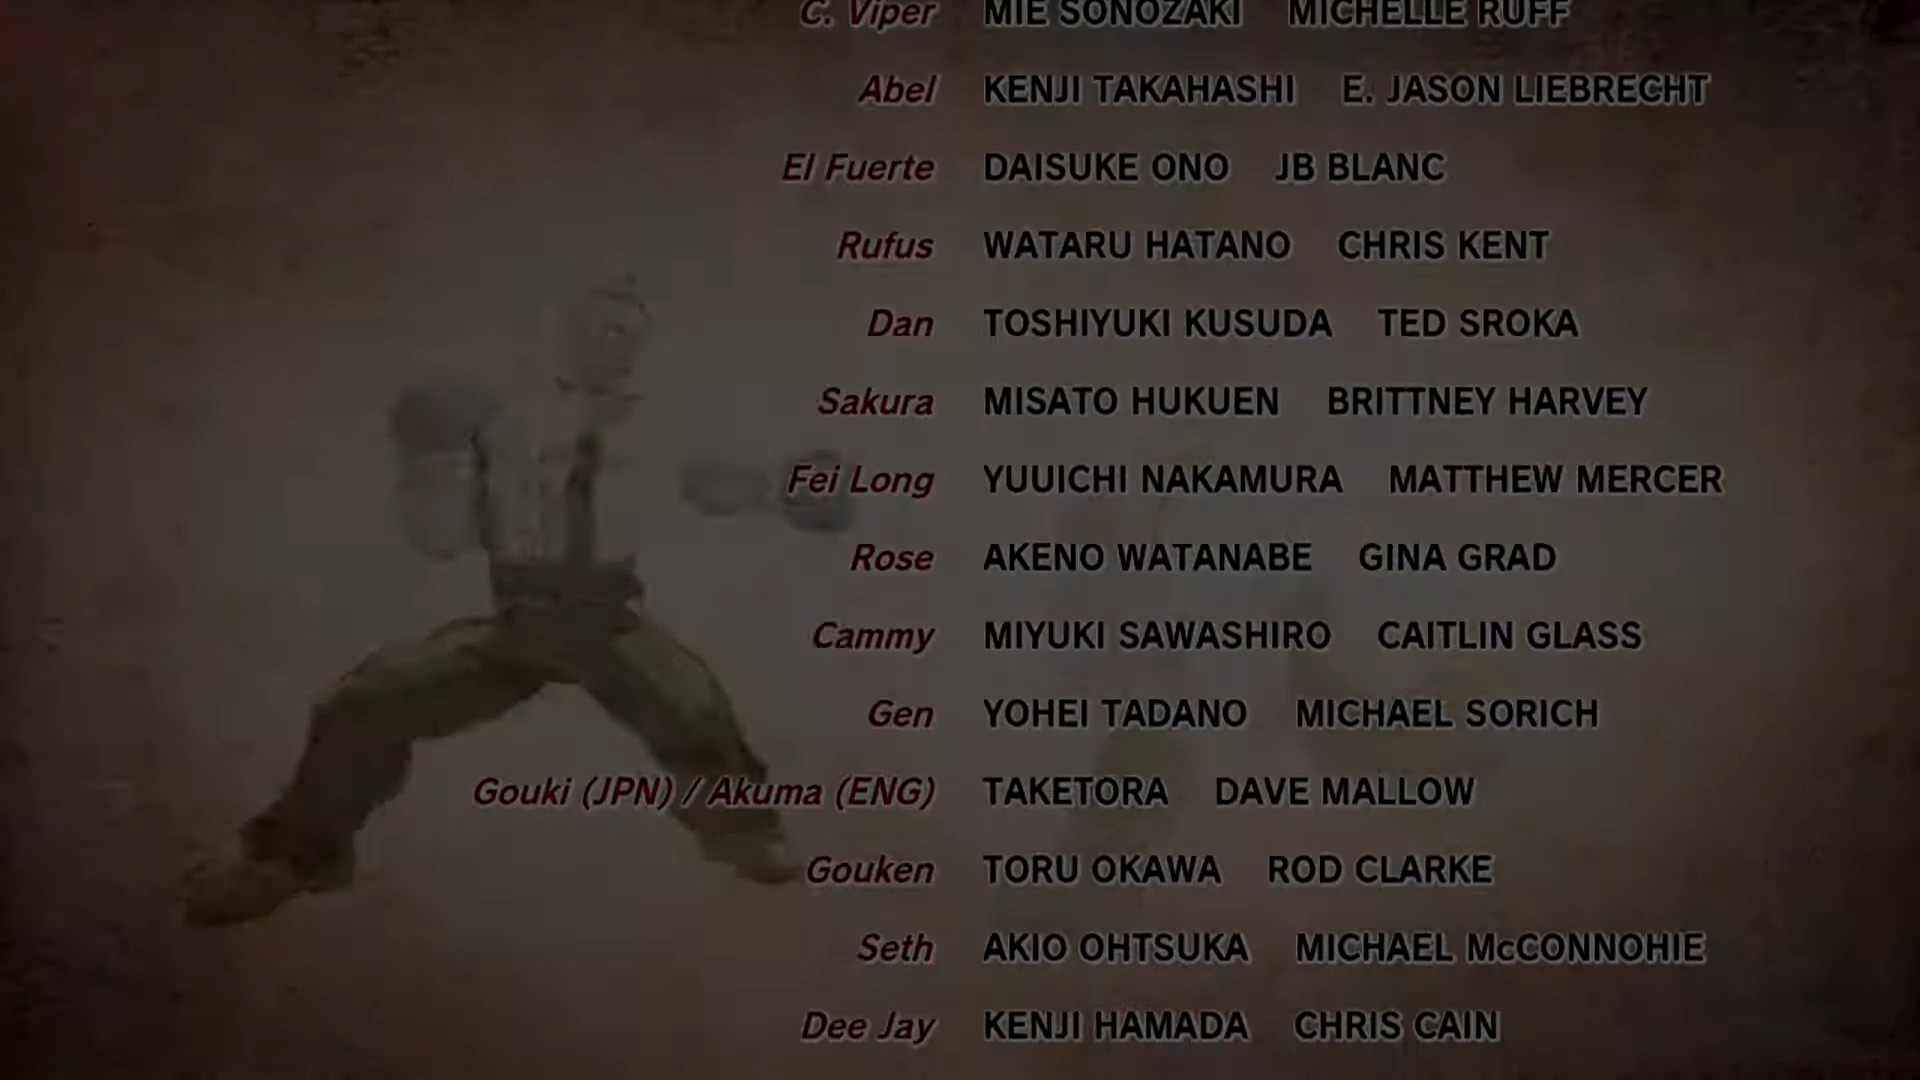 C. Viper MIE SONOZAKI MICHELLE RUFF
Abel KENJI TAKAHASHI E. JASON LIEBRECHT
El Fuerte DAISUKE ONO JB BLANC
Rufus WATARU HATANO CHRIS KENT
Dan TOSHIYUKI KUSUDA TED SROKA
Sakura MISATO HUKUEN BRITTNEY HARVEY
Fei Long YUUICHI NAKAMURA MATTHEW MERCER
Rose AKENO WATANABE GINA GRAD
Cammy MIYUKI SAWASHIRO CAITLIN GLASS
Gen YOHEI TADANO MICHAEL SORICH
Gouki (JPN) / Akuma (ENG) TAKETORA DAVE MALLOW
Gouken TORU OKAWA ROD CLARKE
Seth AKIO OHTSUKA MICHAEL McCONNOHIE
Dee Jay KENJI HAMADA CHRIS CAIN